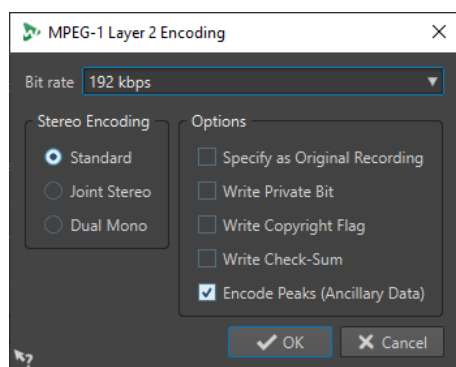 MPEG-1 Layer 2 Encoding
Bit rate 192 kbps
Stereo Encoding
Standard
Joint Stereo
Dual Mono
Options
Specify as Original Recording
Write Private Bit
Write Copyright Flag
Write Check-Sum
Encode Peaks (Ancillary Data)
OK
Cancel
?